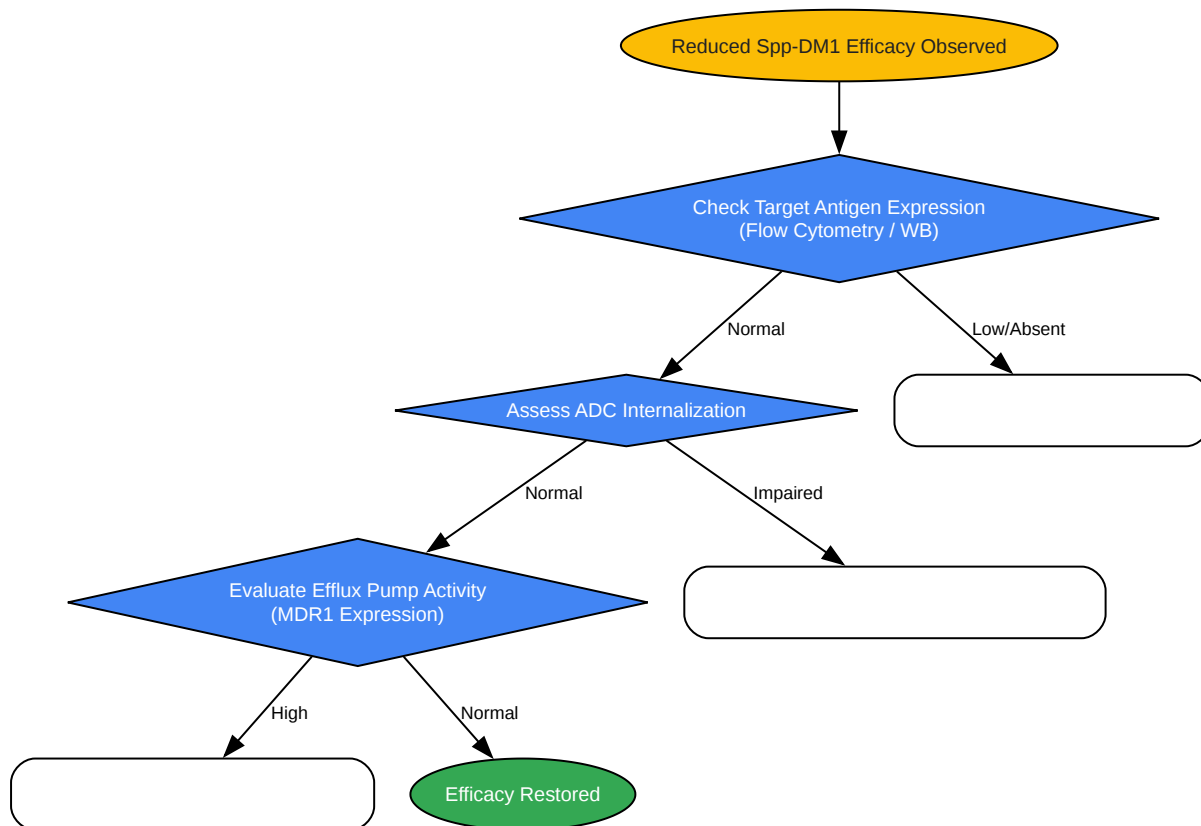 Reduced Spp-DM1 Efficacy Observed
Check Target Antigen Expression
(Flow Cytometry / WB)
Normal
Low/Absent
Assess ADC Internalization
Normal
Impaired
Evaluate Efflux Pump Activity
(MDR1 Expression)
High
Normal
Efficacy Restored